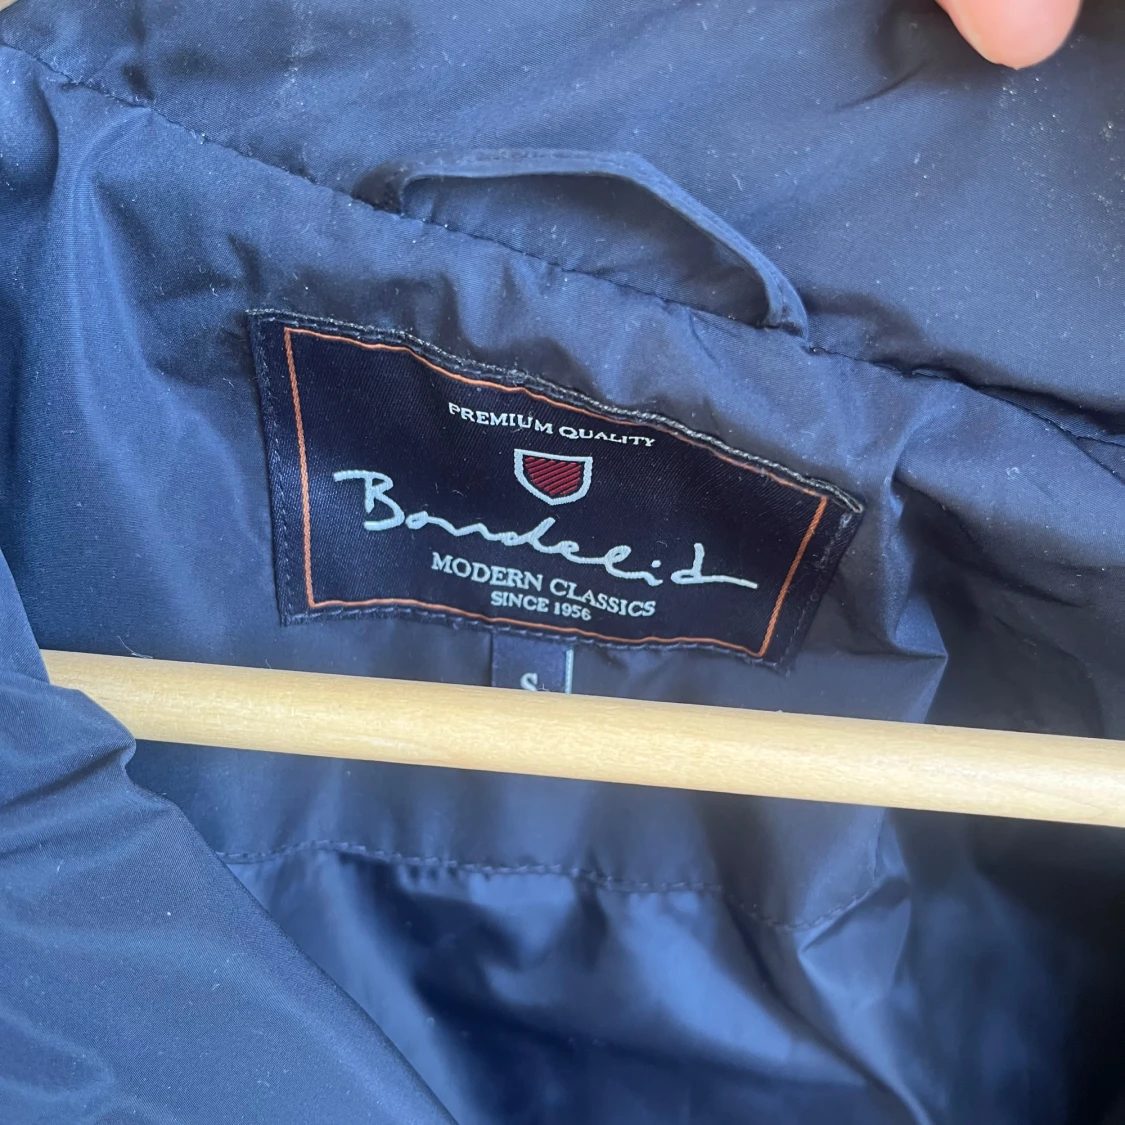 PREMIUM QUALITY
Bondelid
MODERN CLASSICS
SINCE 1956
S